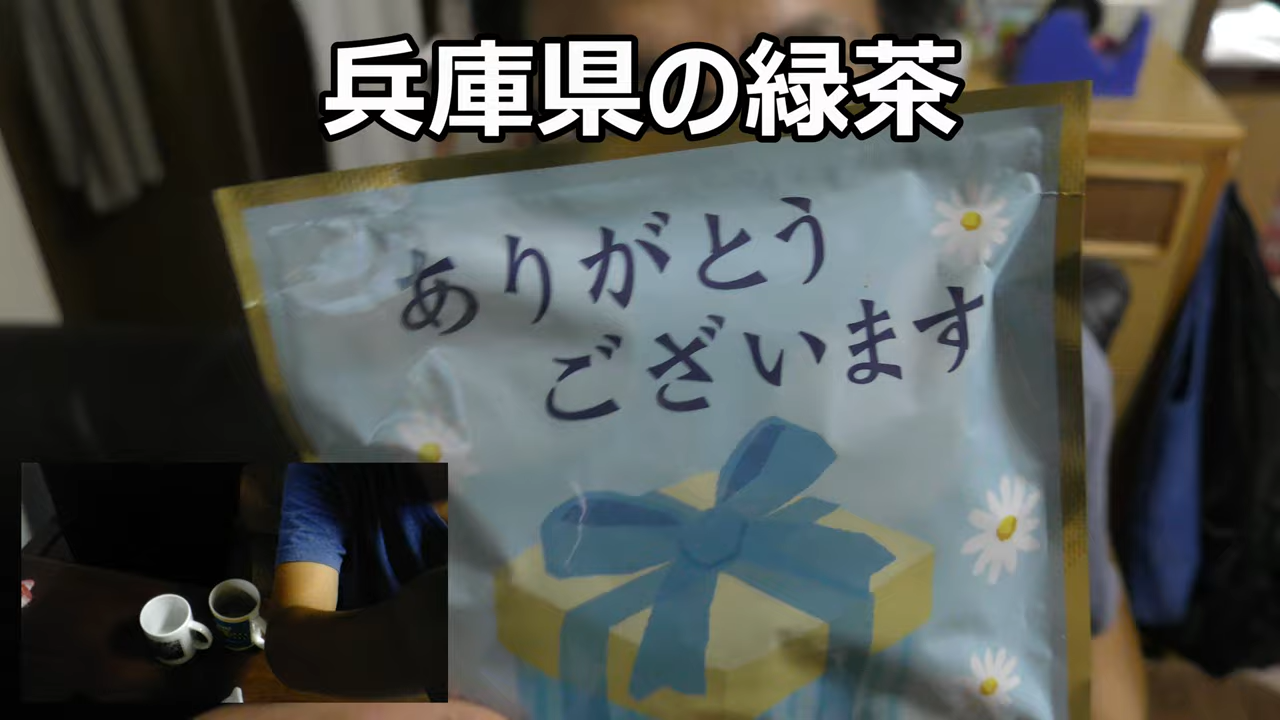 兵庫県の緑茶
ありがとう
ございます